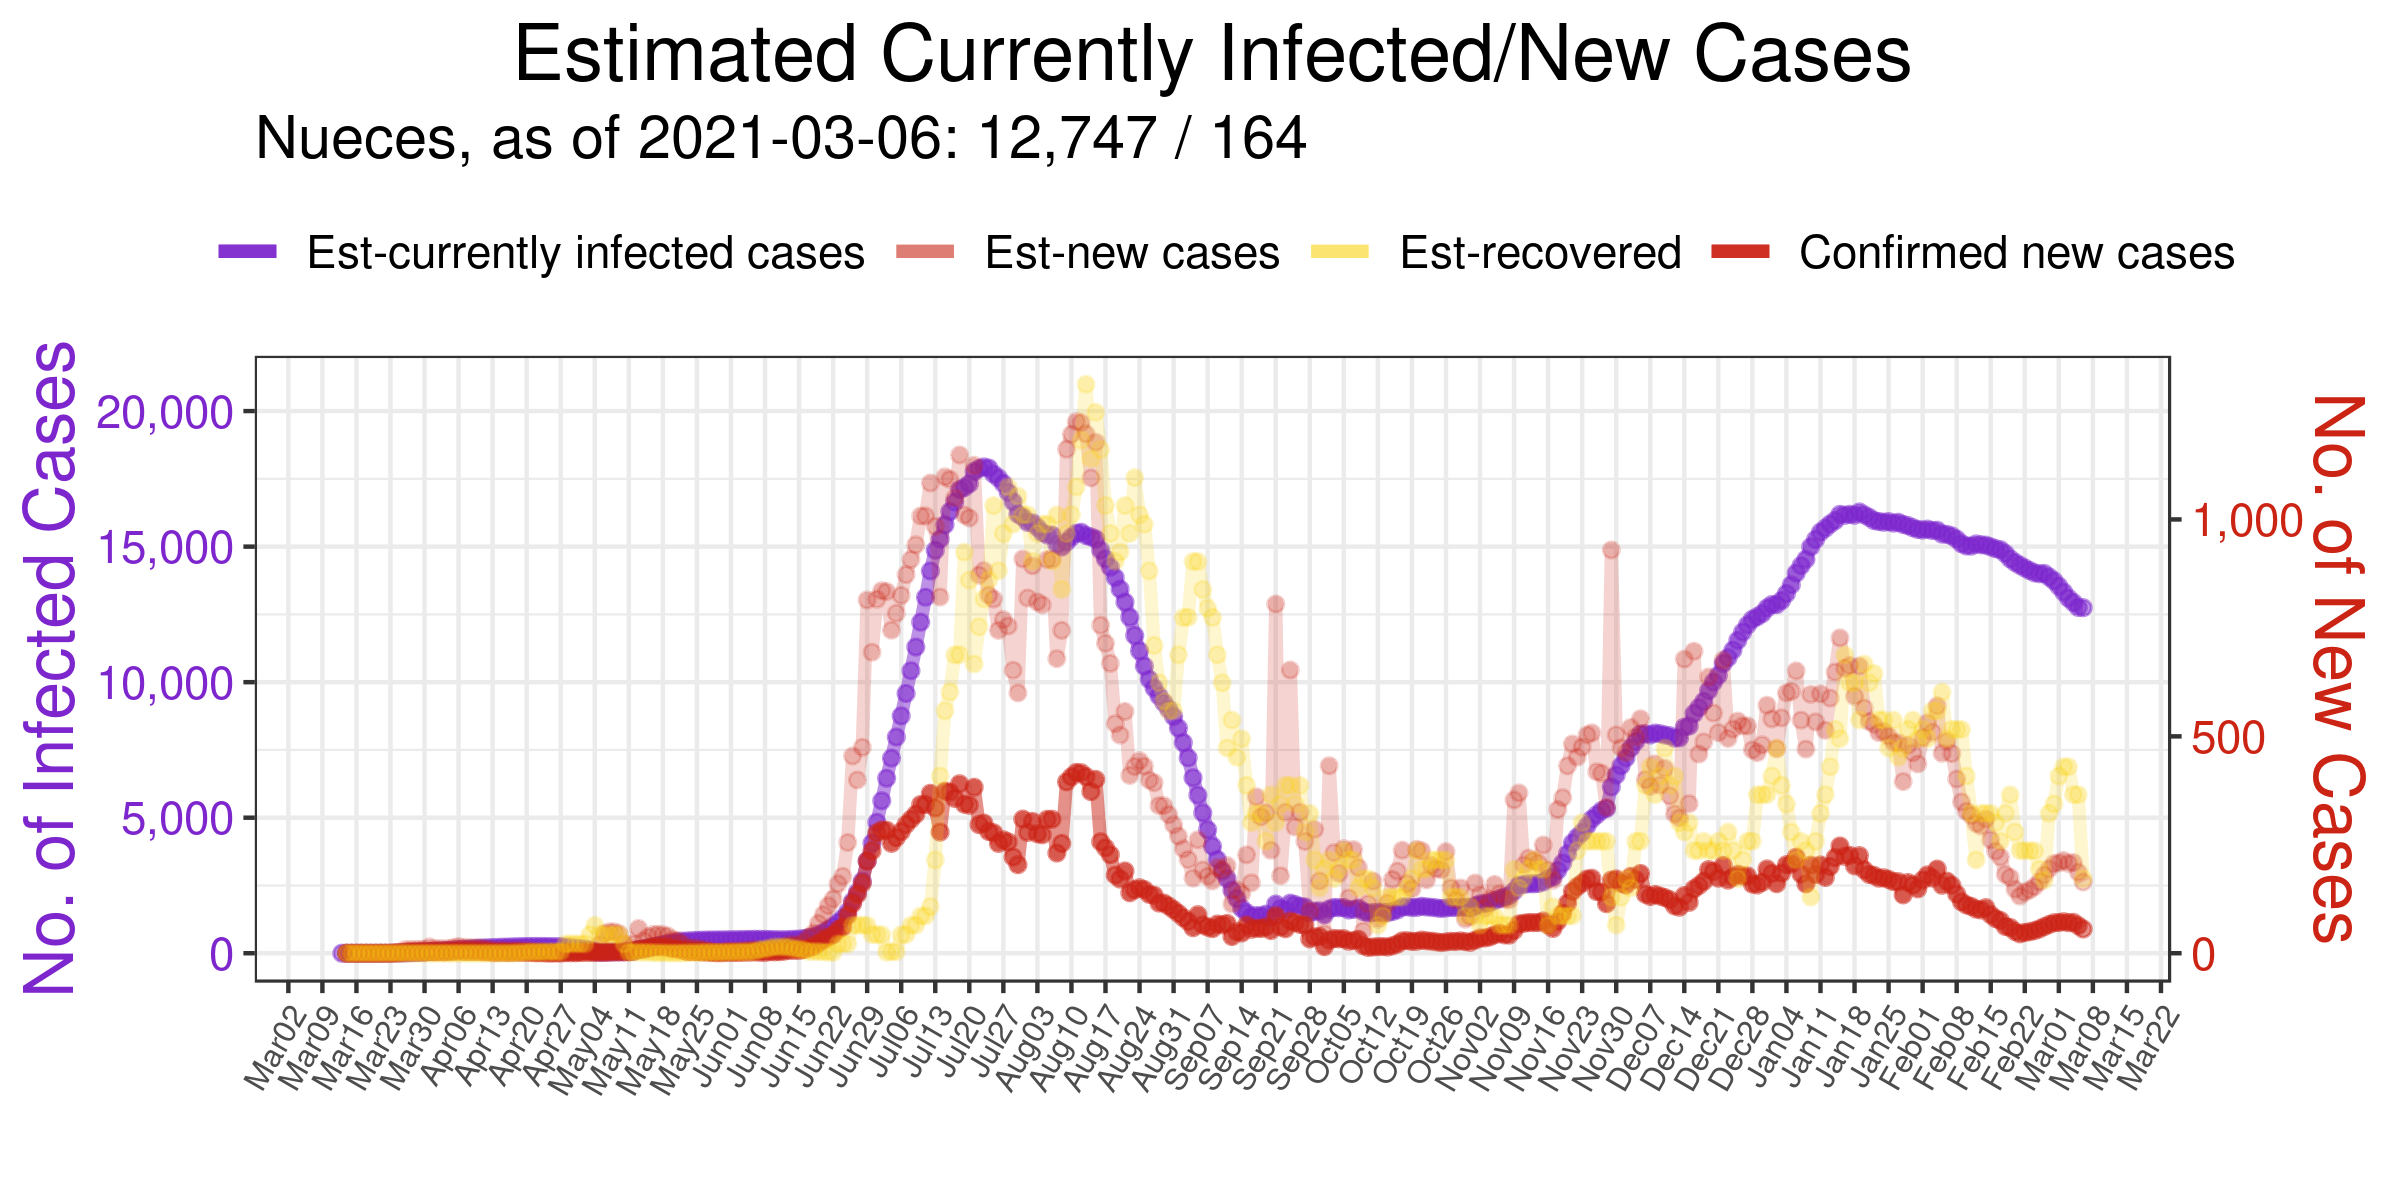 Estimated Currently Infected/New Cases
Nueces, as of 2021-03-06: 12,747 / 164
Est-currently infected cases Est-new cases Est-recovered Confirmed new cases
No. of Infected Cases
20,000
15,000
10,000
5,000
0
1,000
500
0
No. of New Cases
Mar02 Mar09 Mar16 Mar23 Mar30 Apr06 Apr13 Apr20 Apr27 May04 May11 May18 May25 Jun01 Jun08 Jun15 Jun22 Jun29 Jul06 Jul13 Jul20 Jul27 Aug03 Aug10 Aug17 Aug24 Aug31 Sep07 Sep14 Sep21 Sep28 Oct05 Oct12 Oct19 Oct26 Nov02 Nov09 Nov16 Nov23 Nov30 Dec07 Dec14 Dec21 Dec28 Jan04 Jan11 Jan18 Jan25 Feb01 Feb08 Feb15 Feb22 Mar01 Mar08 Mar15 Mar22